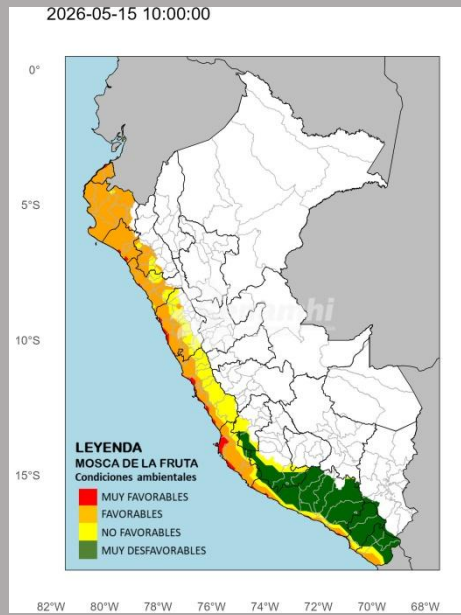 2026-05-15 10:00:00
0°
5°S
10°S
15°S
senamhi
LEYENDA
MOSCA DE LA FRUTA
Condiciones ambientales
MUY FAVORABLES
FAVORABLES
NO FAVORABLES
MUY DESFAVORABLES
82°W 80°W 78°W 76°W 74°W 72°W 70°W 68°W